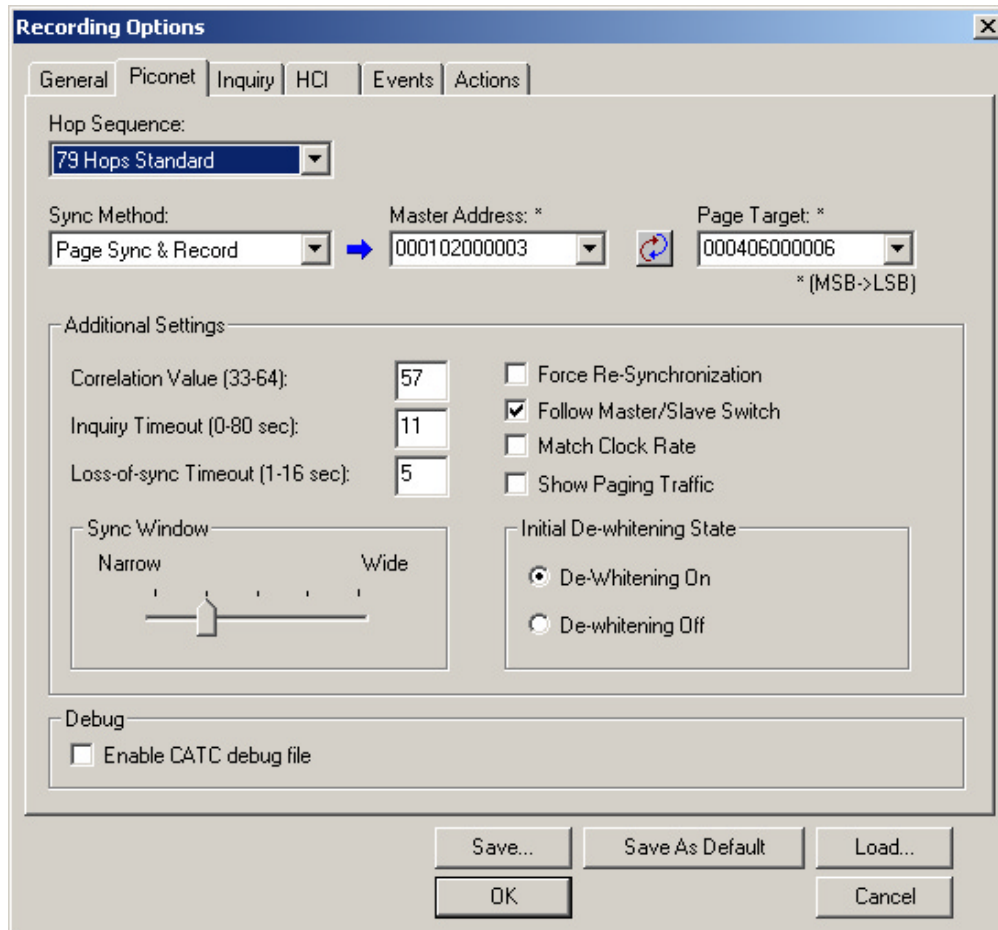 Recording Options
General Piconet Inquiry HCI Events Actions
Hop Sequence:
79 Hops Standard
Sync Method: Master Address: * Page Target: *
Page Sync & Record 000102000003 000406000006
* (MSB->LSB)
Additional Settings
Correlation Value (33-64): 57 Force Re-Synchronization
Inquiry Timeout (0-80 sec): 11 Follow Master/Slave Switch
Loss-of-sync Timeout (1-16 sec): 5 Match Clock Rate
Show Paging Traffic
Sync Window Initial De-whitening State
Narrow Wide De-Whitening On
De-whitening Off
Debug
Enable CATC debug file
Save... Save As Default Load...
OK Cancel